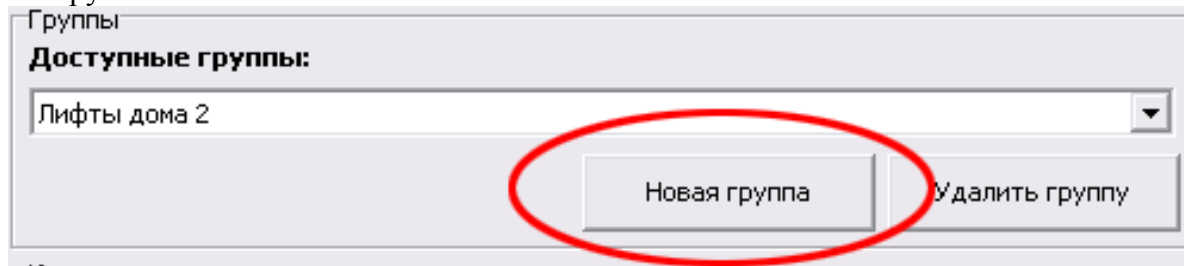 Группы
Доступные группы:
Лифты дома 2
Новая группа
Удалить группу